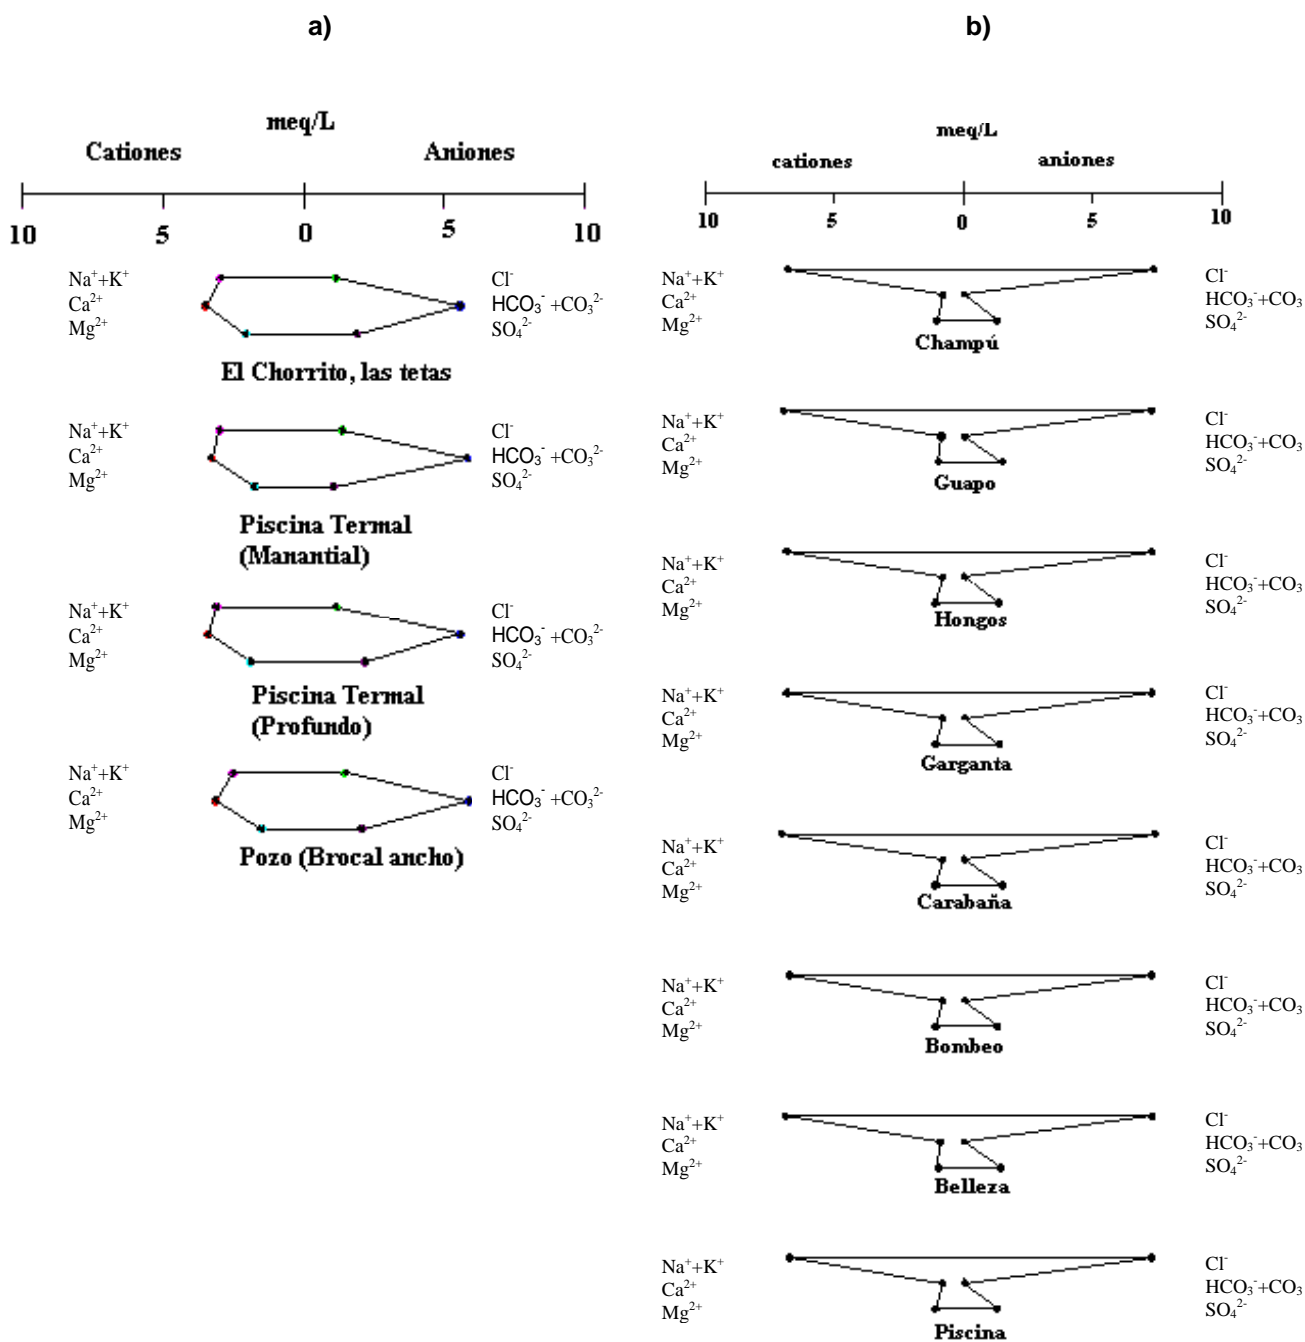 a)
meq/L
Cationes Aniones
10 5 0 5 10
Na⁺+K⁺ Cl⁻
Ca²⁺ HCO₃⁻ +CO₃²⁻
Mg²⁺ SO₄²⁻
El Chorrito, las tetas
Na⁺+K⁺ Cl⁻
Ca²⁺ HCO₃⁻ +CO₃²⁻
Mg²⁺ SO₄²⁻
Piscina Termal
(Manantial)
Na⁺+K⁺ Cl⁻
Ca²⁺ HCO₃⁻ +CO₃²⁻
Mg²⁺ SO₄²⁻
Piscina Termal
(Profundo)
Na⁺+K⁺ Cl⁻
Ca²⁺ HCO₃⁻ +CO₃²⁻
Mg²⁺ SO₄²⁻
Pozo (Brocal ancho)
b)
meq/L
cationes aniones
10 5 0 5 10
Na⁺+K⁺ Cl⁻
Ca²⁺ HCO₃⁻+CO₃
Mg²⁺ SO₄²⁻
Champú
Na⁺+K⁺ Cl⁻
Ca²⁺ HCO₃⁻+CO₃
Mg²⁺ SO₄²⁻
Guapo
Na⁺+K⁺ Cl⁻
Ca²⁺ HCO₃⁻+CO₃
Mg²⁺ SO₄²⁻
Hongos
Na⁺+K⁺ Cl⁻
Ca²⁺ HCO₃⁻+CO₃
Mg²⁺ SO₄²⁻
Garganta
Na⁺+K⁺ Cl⁻
Ca²⁺ HCO₃⁻+CO₃
Mg²⁺ SO₄²⁻
Carabaña
Na⁺+K⁺ Cl⁻
Ca²⁺ HCO₃⁻+CO₃
Mg²⁺ SO₄²⁻
Bombeo
Na⁺+K⁺ Cl⁻
Ca²⁺ HCO₃⁻+CO₃
Mg²⁺ SO₄²⁻
Belleza
Na⁺+K⁺ Cl⁻
Ca²⁺ HCO₃⁻+CO₃
Mg²⁺ SO₄²⁻
Piscina